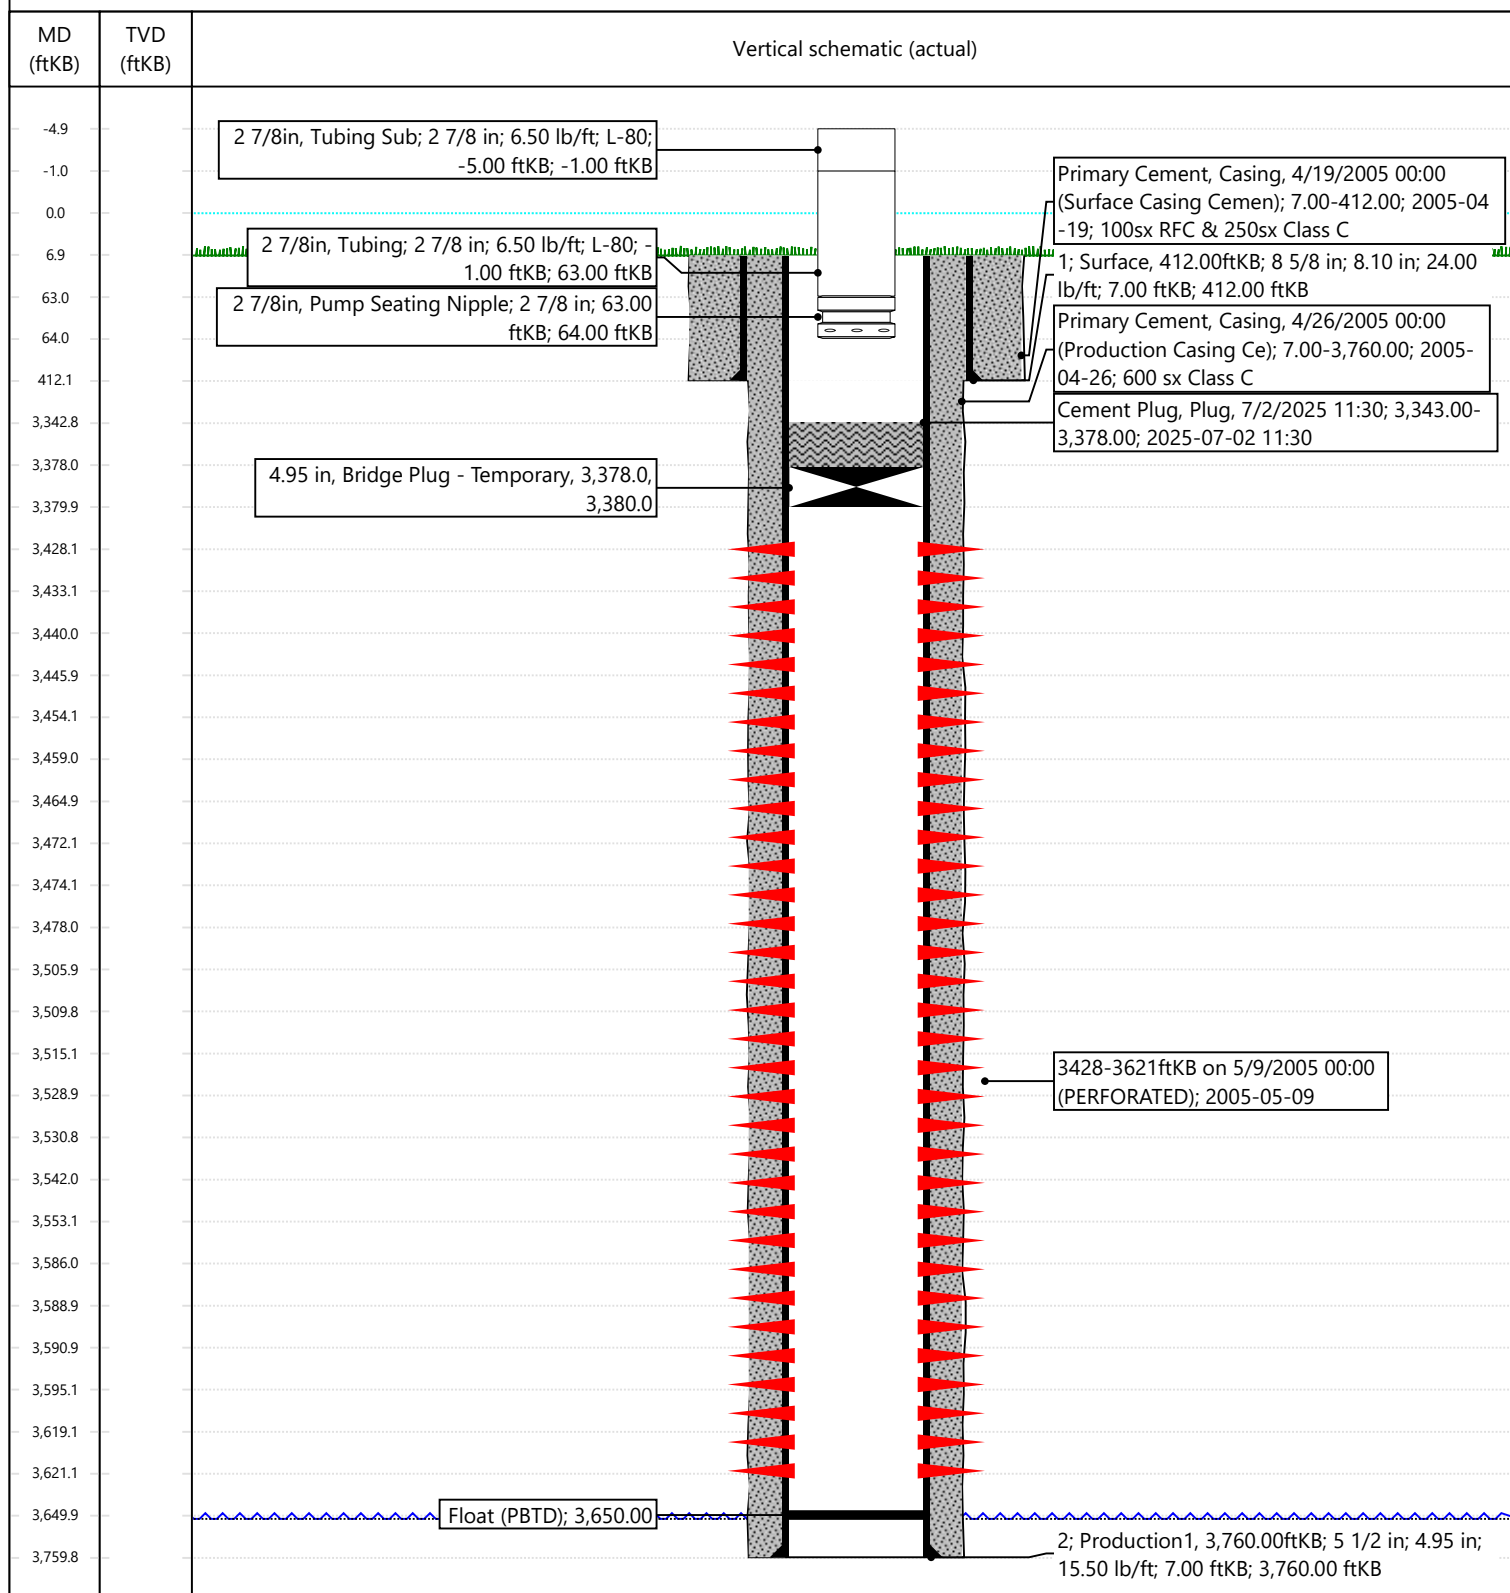 MD
(ftKB)
TVD
(ftKB)
Vertical schematic (actual)
-4.9
-1.0
0.0
6.9
63.0
64.0
412.1
3,342.8
3,378.0
3,379.9
3,428.1
3,433.1
3,440.0
3,445.9
3,454.1
3,459.0
3,464.9
3,472.1
3,474.1
3,478.0
3,505.9
3,509.8
3,515.1
3,528.9
3,530.8
3,542.0
3,553.1
3,586.0
3,588.9
3,590.9
3,595.1
3,619.1
3,621.1
3,649.9
3,759.8
2 7/8in, Tubing Sub; 2 7/8 in; 6.50 lb/ft; L-80;
-5.00 ftKB; -1.00 ftKB
2 7/8in, Tubing; 2 7/8 in; 6.50 lb/ft; L-80; -
1.00 ftKB; 63.00 ftKB
2 7/8in, Pump Seating Nipple; 2 7/8 in; 63.00
ftKB; 64.00 ftKB
4.95 in, Bridge Plug - Temporary, 3,378.0,
3,380.0
Float (PBTD); 3,650.00
Primary Cement, Casing, 4/19/2005 00:00
(Surface Casing Cemen); 7.00-412.00; 2005-04
-19; 100sx RFC & 250sx Class C
1; Surface, 412.00ftKB; 8 5/8 in; 8.10 in; 24.00
lb/ft; 7.00 ftKB; 412.00 ftKB
Primary Cement, Casing, 4/26/2005 00:00
(Production Casing Ce); 7.00-3,760.00; 2005-
04-26; 600 sx Class C
Cement Plug, Plug, 7/2/2025 11:30; 3,343.00-
3,378.00; 2025-07-02 11:30
3428-3621ftKB on 5/9/2005 00:00
(PERFORATED); 2005-05-09
2; Production1, 3,760.00ftKB; 5 1/2 in; 4.95 in;
15.50 lb/ft; 7.00 ftKB; 3,760.00 ftKB